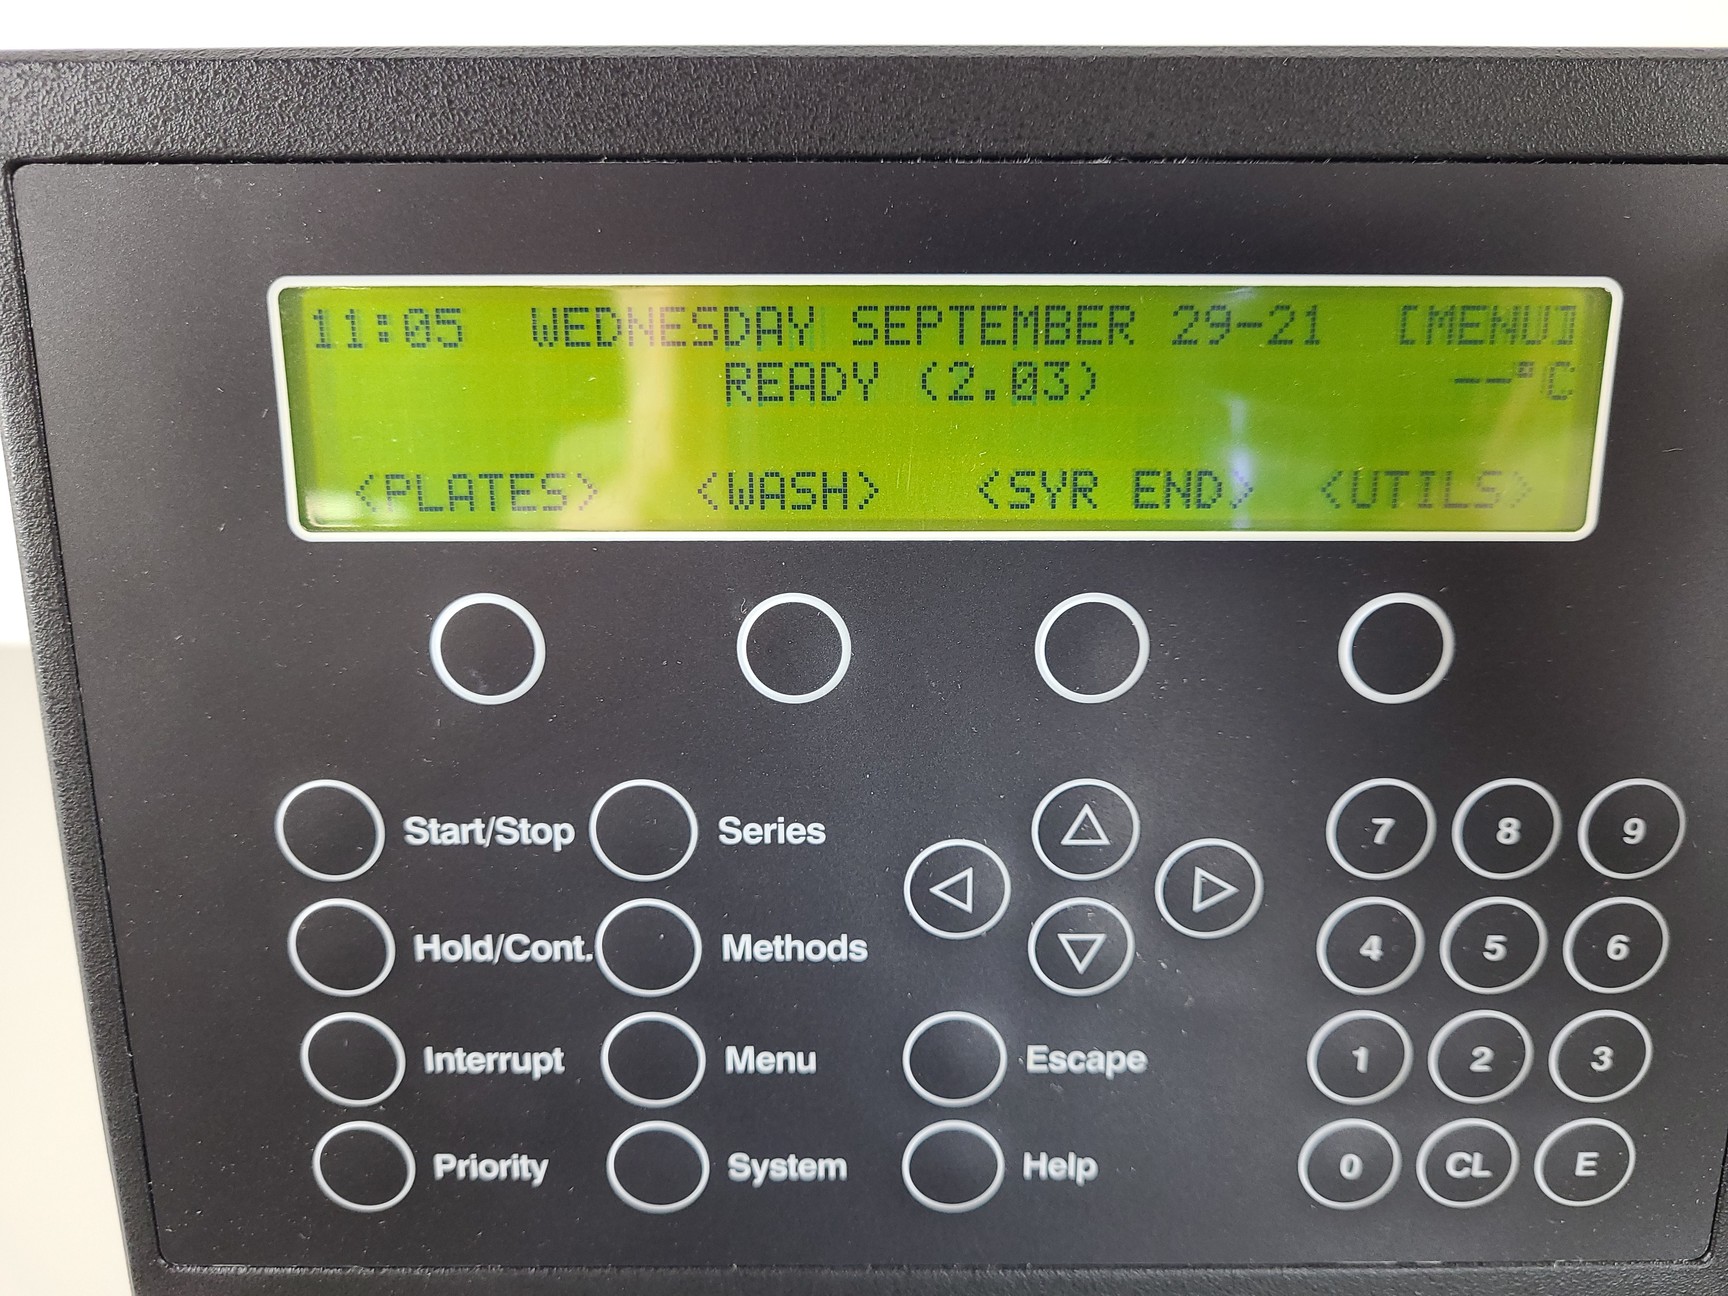 11:05 WEDNESDAY SEPTEMBER 29-21 [MENU]
READY (2.03) --°C
<PLATES> <WASH> <SYR END> <UTILS>
Start/Stop Series 7 8 9
Hold/Cont. Methods 4 5 6
Interrupt Menu Escape 1 2 3
Priority System Help 0 CL E